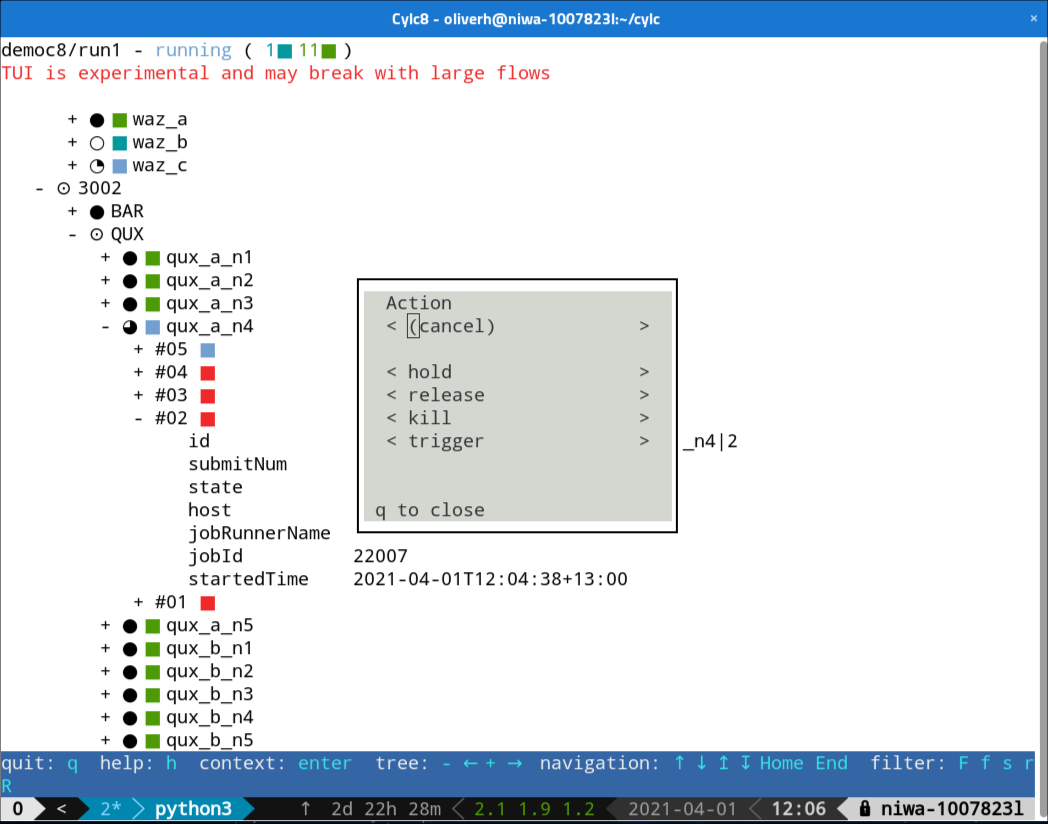 Cylc8 - oliverh@niwa-1007823l:~/cylc ×
democ8/run1 - running ( 1■ 11■ )
TUI is experimental and may break with large flows
+ ● ■ waz_a
+ ○ ■ waz_b
+ ◔ ■ waz_c
- ⊙ 3002
+ ● BAR
- ⊙ QUX
+ ● ■ qux_a_n1
+ ● ■ qux_a_n2
+ ● ■ qux_a_n3
- ◕ ■ qux_a_n4
+ #05 ■
+ #04 ■
+ #03 ■
- #02 ■
id _n4|2
submitNum
state
host
jobRunnerName
jobId 22007
startedTime 2021-04-01T12:04:38+13:00
+ #01 ■
+ ● ■ qux_a_n5
+ ● ■ qux_b_n1
+ ● ■ qux_b_n2
+ ● ■ qux_b_n3
+ ● ■ qux_b_n4
+ ● ■ qux_b_n5
Action
< (cancel) >
< hold >
< release >
< kill >
< trigger >
q to close
quit: q help: h context: enter tree: - ← + → navigation: ↑ ↓ ↥ ↧ Home End filter: F f s r
R
0 < 2* python3 ↑ 2d 22h 28m < 2.1 1.9 1.2 < 2021-04-01 < 12:06 niwa-1007823l